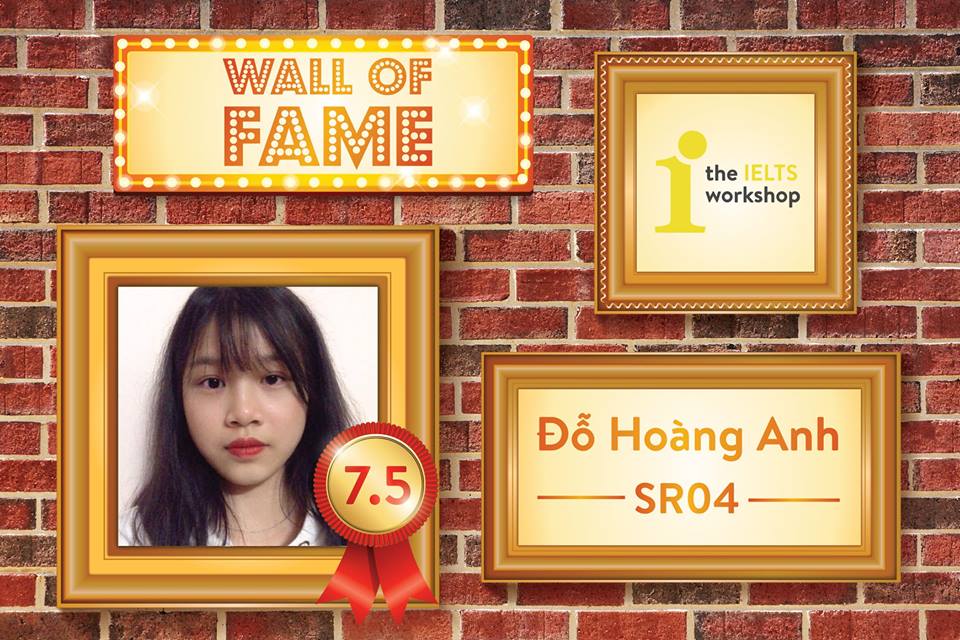 WALL OF
FAME
the IELTS
workshop
7.5
Đỗ Hoàng Anh
SR04